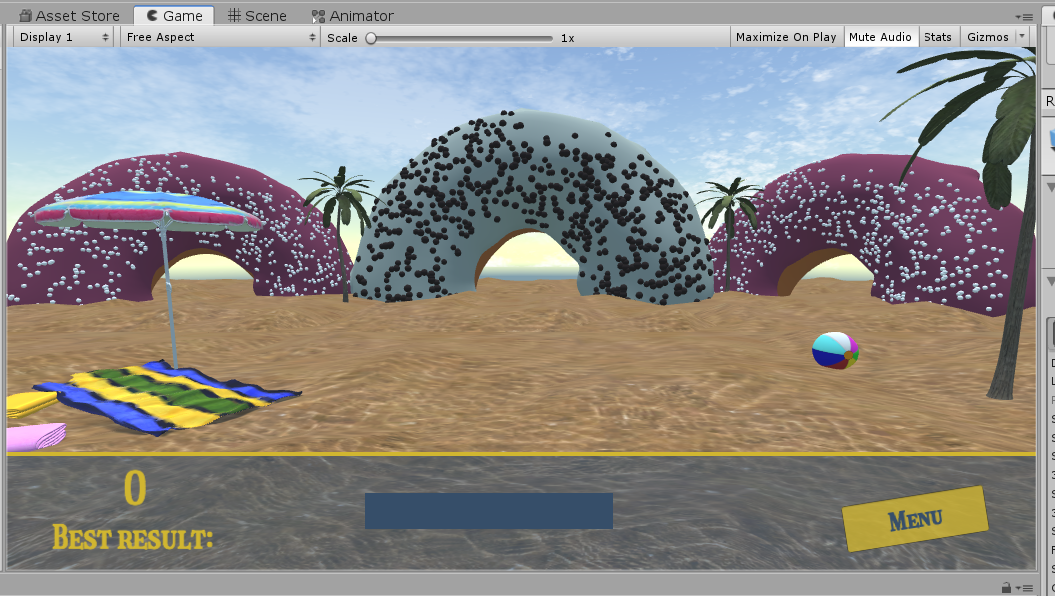 Asset Store Game Scene Animator
Display 1 Free Aspect Scale 1x Maximize On Play Mute Audio Stats Gizmos
0
BEST RESULT:
MENU